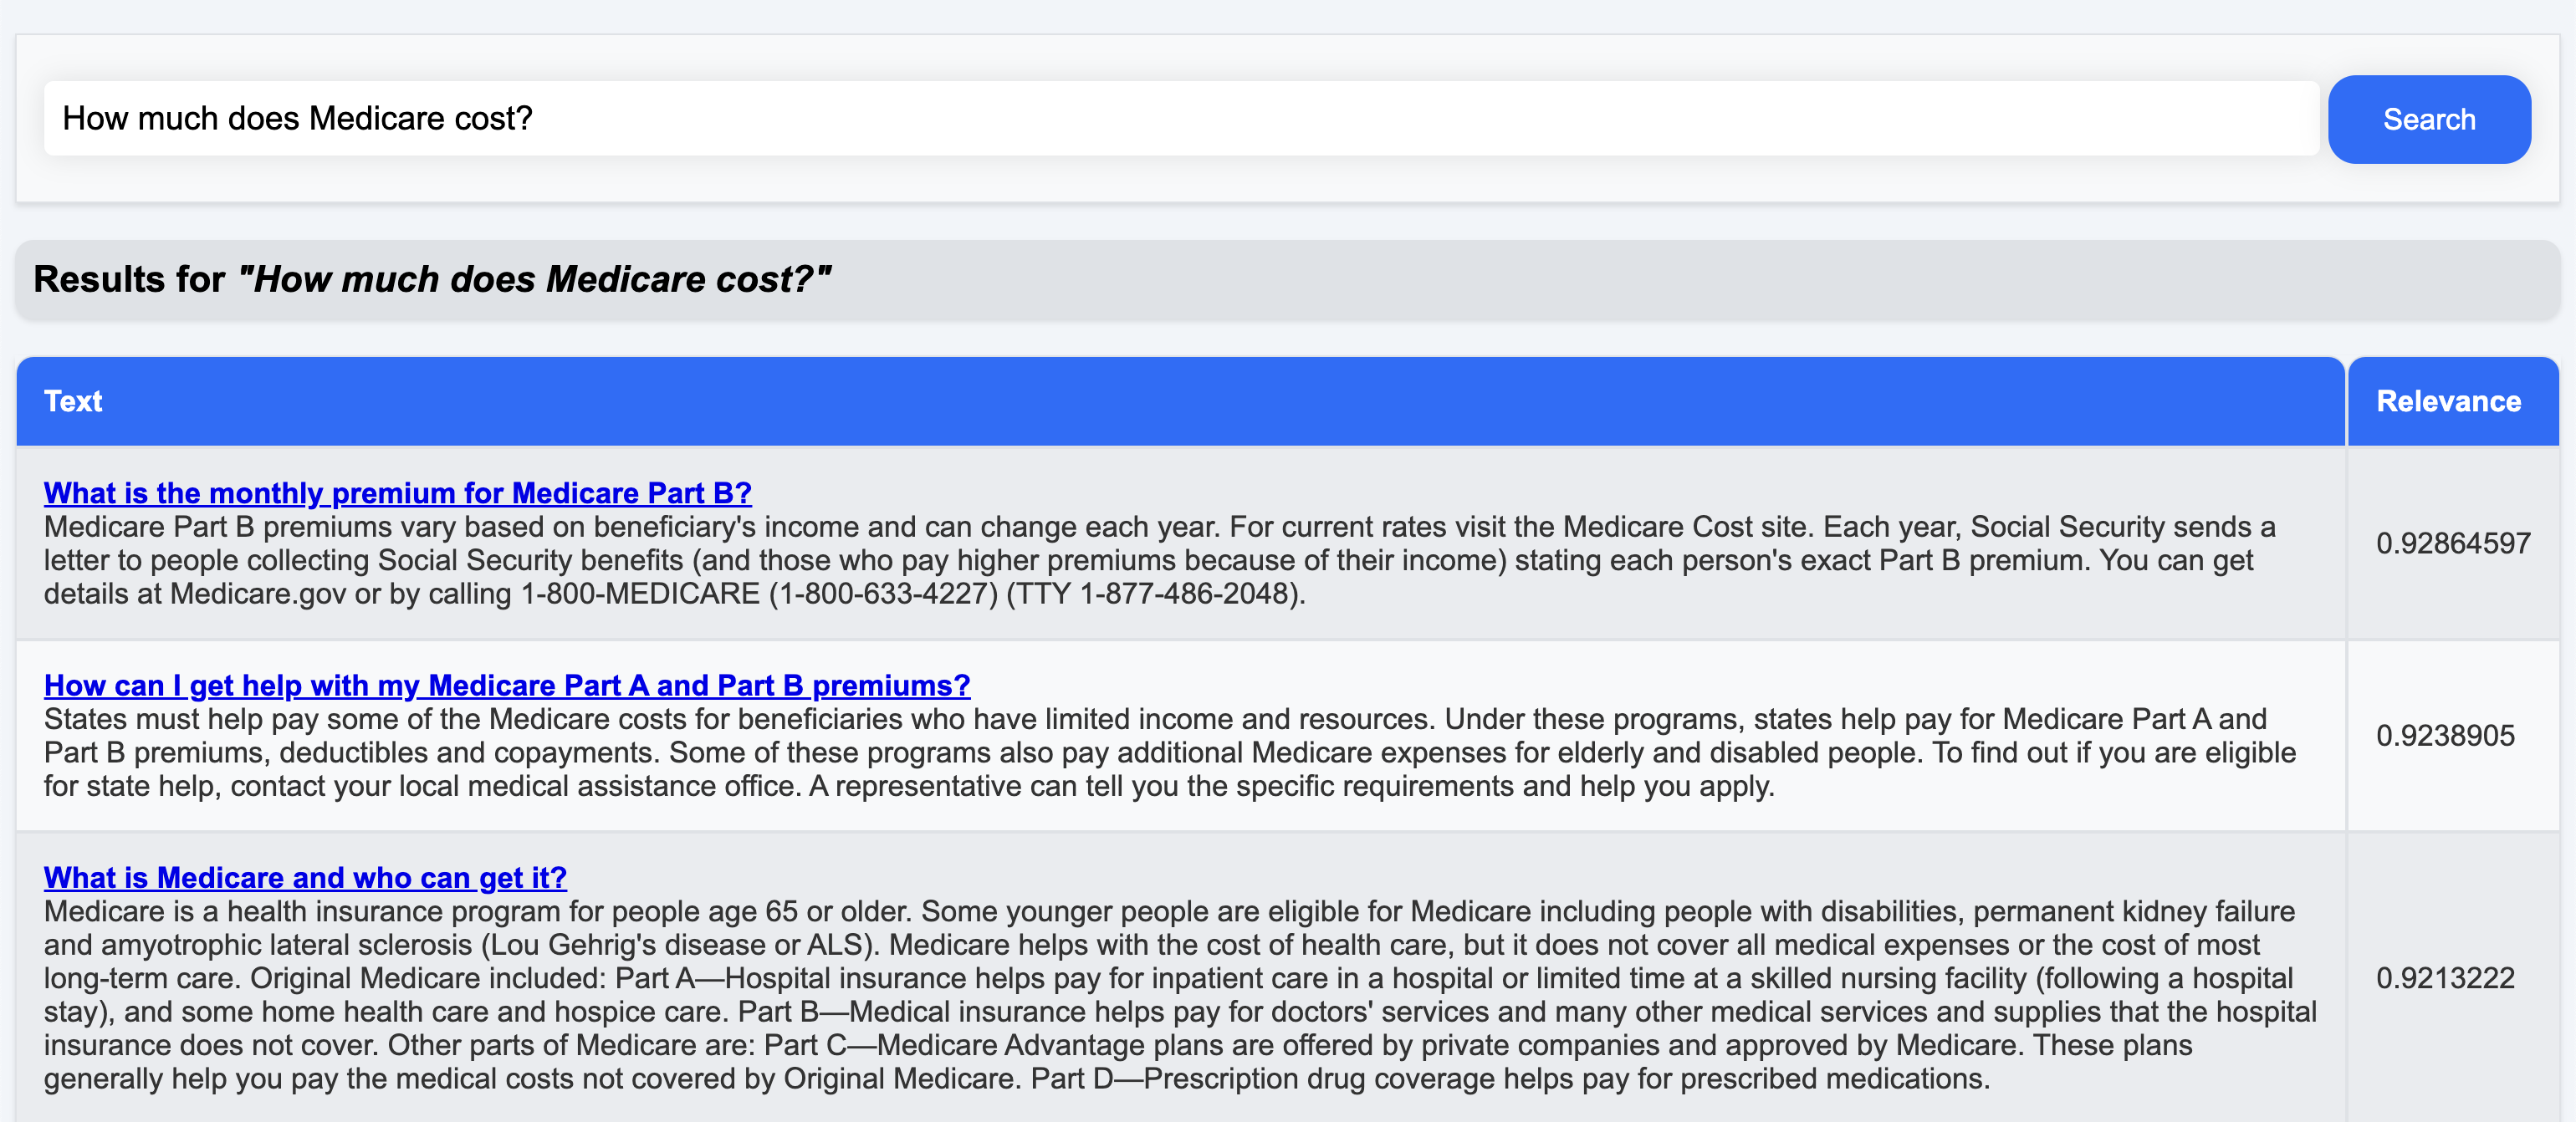 How much does Medicare cost?
Search
Results for "How much does Medicare cost?"
Text
Relevance
What is the monthly premium for Medicare Part B?
Medicare Part B premiums vary based on beneficiary's income and can change each year. For current rates visit the Medicare Cost site. Each year, Social Security sends a
letter to people collecting Social Security benefits (and those who pay higher premiums because of their income) stating each person's exact Part B premium. You can get
details at Medicare.gov or by calling 1-800-MEDICARE (1-800-633-4227) (TTY 1-877-486-2048).
0.92864597
How can I get help with my Medicare Part A and Part B premiums?
States must help pay some of the Medicare costs for beneficiaries who have limited income and resources. Under these programs, states help pay for Medicare Part A and
Part B premiums, deductibles and copayments. Some of these programs also pay additional Medicare expenses for elderly and disabled people. To find out if you are eligible
for state help, contact your local medical assistance office. A representative can tell you the specific requirements and help you apply.
0.9238905
What is Medicare and who can get it?
Medicare is a health insurance program for people age 65 or older. Some younger people are eligible for Medicare including people with disabilities, permanent kidney failure
and amyotrophic lateral sclerosis (Lou Gehrig's disease or ALS). Medicare helps with the cost of health care, but it does not cover all medical expenses or the cost of most
long-term care. Original Medicare included: Part A—Hospital insurance helps pay for inpatient care in a hospital or limited time at a skilled nursing facility (following a hospital
stay), and some home health care and hospice care. Part B—Medical insurance helps pay for doctors' services and many other medical services and supplies that the hospital
insurance does not cover. Other parts of Medicare are: Part C—Medicare Advantage plans are offered by private companies and approved by Medicare. These plans
generally help you pay the medical costs not covered by Original Medicare. Part D—Prescription drug coverage helps pay for prescribed medications.
0.9213222